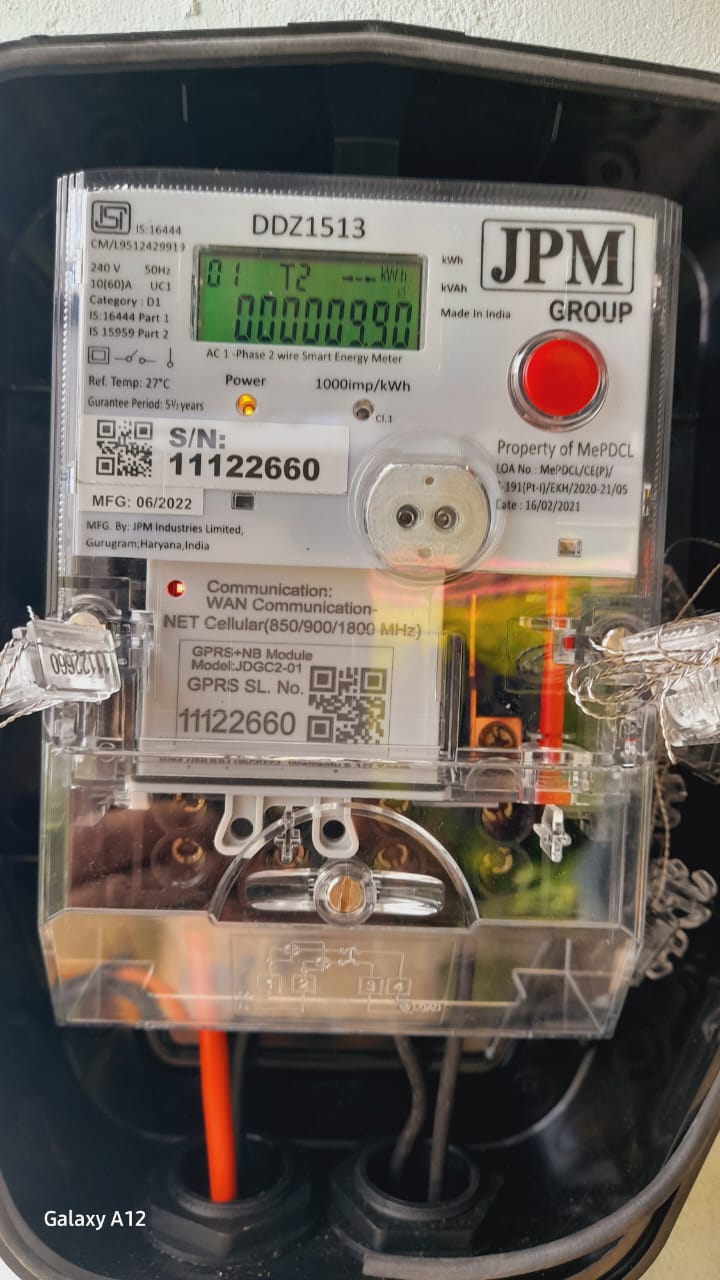 IS:16444
CM/L9512429919
DDZ1513
240 V 50Hz
10(60)A UC1
Category : D1
IS:16444 Part 1
IS 15959 Part 2
01 T2 kWh
kWh
kVAh
Made In India
JPM
GROUP
AC 1-Phase 2 wire Smart Energy Meter
Ref. Temp: 27°C
Gurantee Period: 5½ years
Power
1000imp/kWh
Cl.1
S/N:
11122660
MFG: 06/2022
MFG. By: JPM Industries Limited,
Gurugram,Haryana,India
Property of MePDCL
LOA No.: MePDCL/CE(P)/
191(Pt-I)/EKH/2020-21/05
Date : 16/02/2021
Communication:
WAN Communication-
NET Cellular(850/900/1800 MHz)
GPRS+NB Module
Model:JDGC2-01
GPRS SL. No.
11122660
11122660
1 2 3 4
LOAD
Galaxy A12